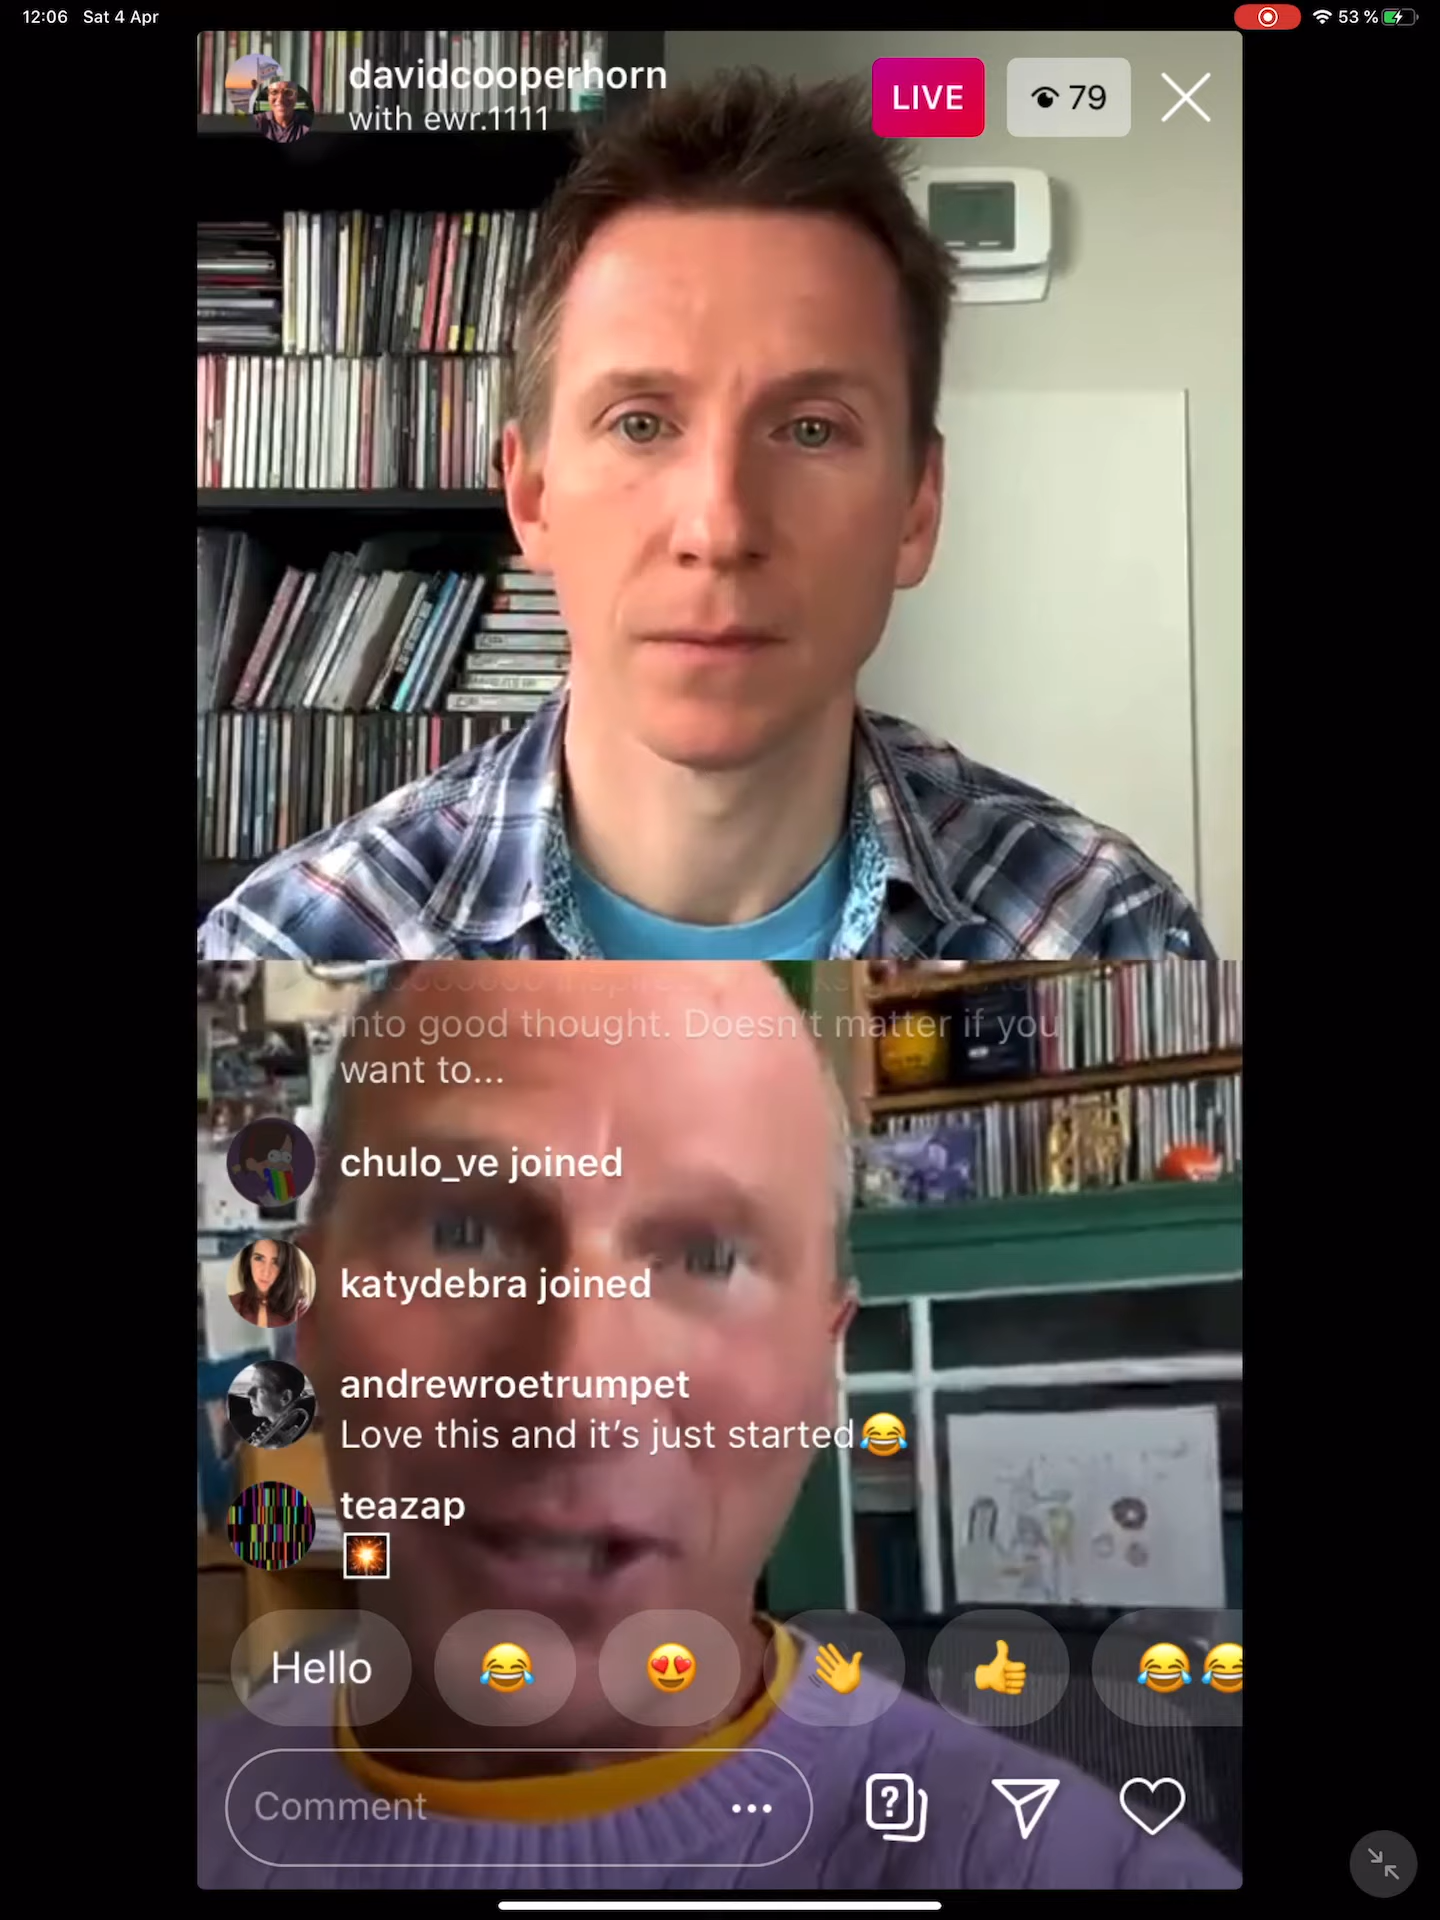 12:06 Sat 4 Apr
53 %
davidcooperhorn
with ewr.1111
LIVE
79
into good thought. Doesn't matter if you
want to...
chulo_ve joined
katydebra joined
andrewroetrumpet
Love this and it’s just started😂
teazap
🎇
Hello 😂 😍 👋 👍 😂😂
Comment